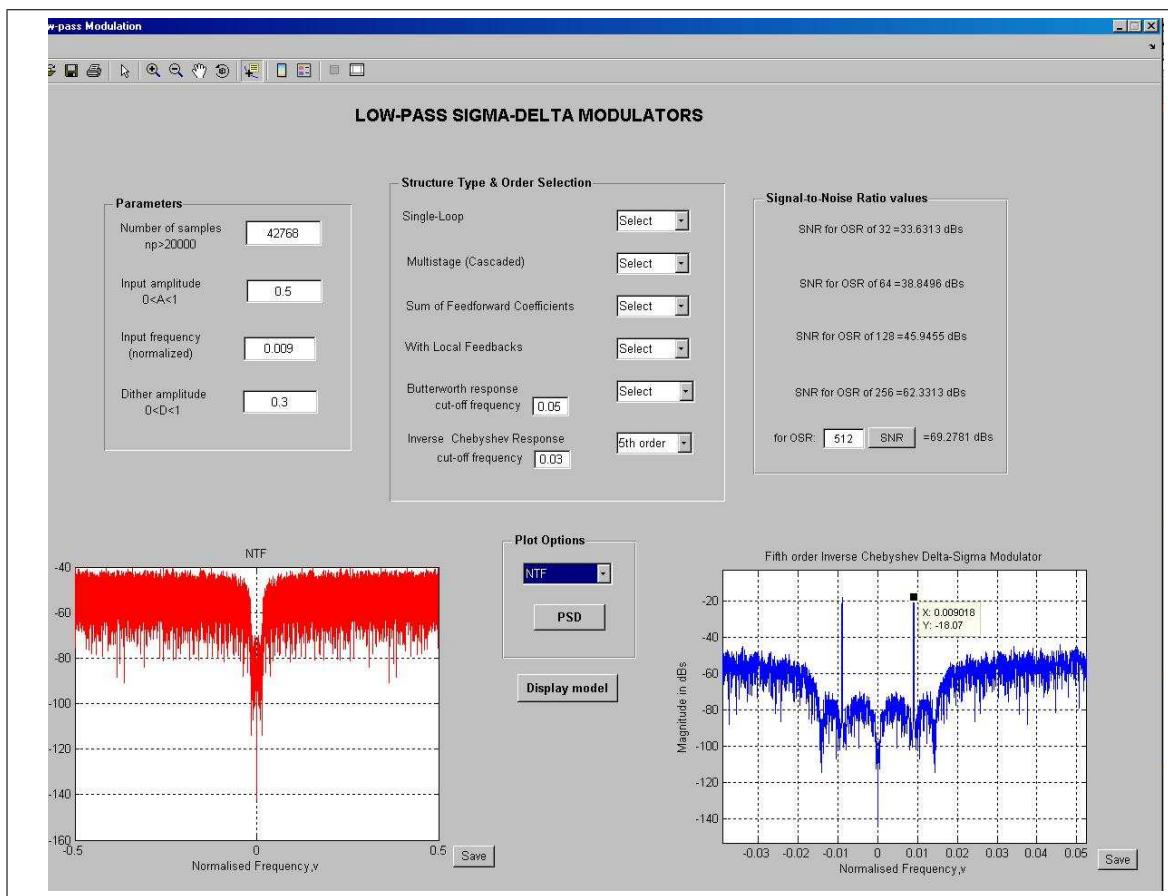 w-pass Modulation
LOW-PASS SIGMA-DELTA MODULATORS
Parameters
Number of samples
np>20000
42768
Input amplitude
0<A<1
0.5
Input frequency
(normalized)
0.009
Dither amplitude
0<D<1
0.3
Structure Type & Order Selection
Single-Loop
Select
Multistage (Cascaded)
Select
Sum of Feedforward Coefficients
Select
With Local Feedbacks
Select
Butterworth response
cut-off frequency
0.05
Select
Inverse Chebyshev Response
cut-off frequency
0.03
5th order
Signal-to-Noise Ratio values
SNR for OSR of 32 =33.6313 dBs
SNR for OSR of 64 =38.8496 dBs
SNR for OSR of 128 =45.9455 dBs
SNR for OSR of 256 =62.3313 dBs
for OSR: 512 SNR =69.2781 dBs
NTF
-40
-60
-80
-100
-120
-140
-160
-0.5 0 0.5
Normalised Frequency,v
Save
Plot Options
NTF
PSD
Display model
Fifth order Inverse Chebyshev Delta-Sigma Modulator
X: 0.009018
Y: -18.07
Magnitude in dBs
-20
-40
-60
-80
-100
-120
-140
-0.03 -0.02 -0.01 0 0.01 0.02 0.03 0.04 0.05
Normalised Frequency,v
Save